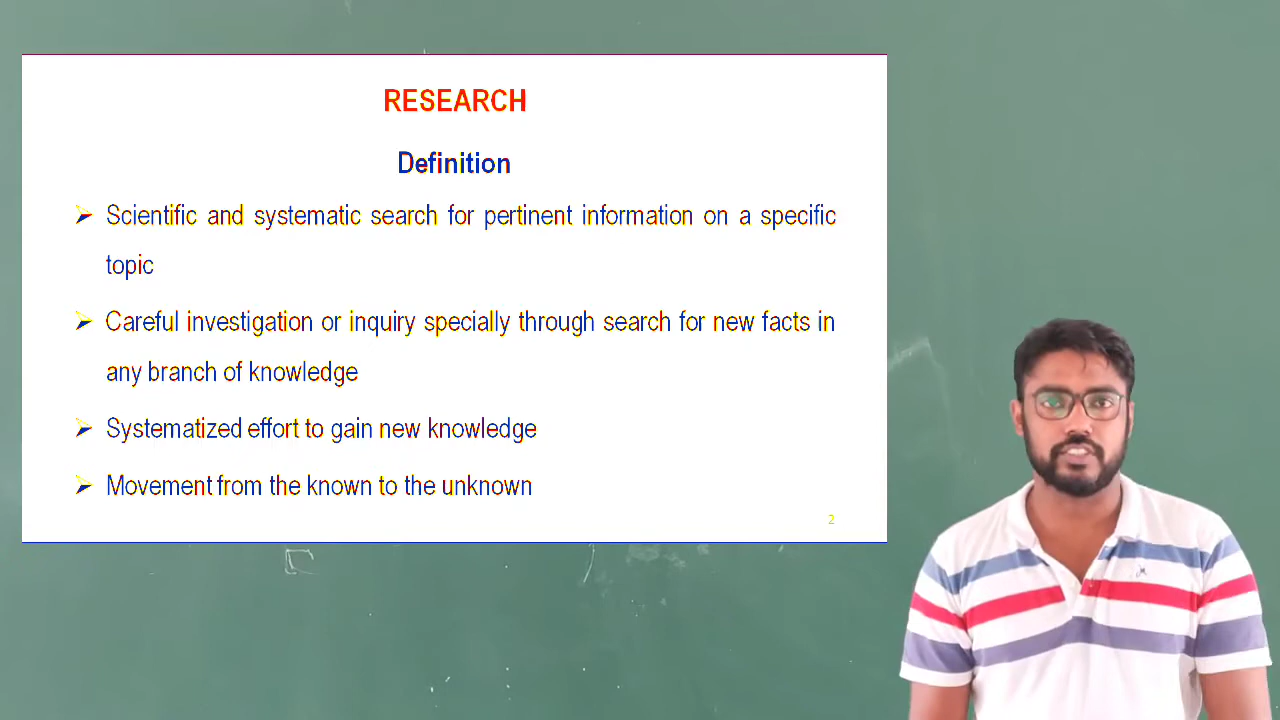 RESEARCH
Definition
➢ Scientific and systematic search for pertinent information on a specific
topic
➢ Careful investigation or inquiry specially through search for new facts in
any branch of knowledge
➢ Systematized effort to gain new knowledge
➢ Movement from the known to the unknown
2